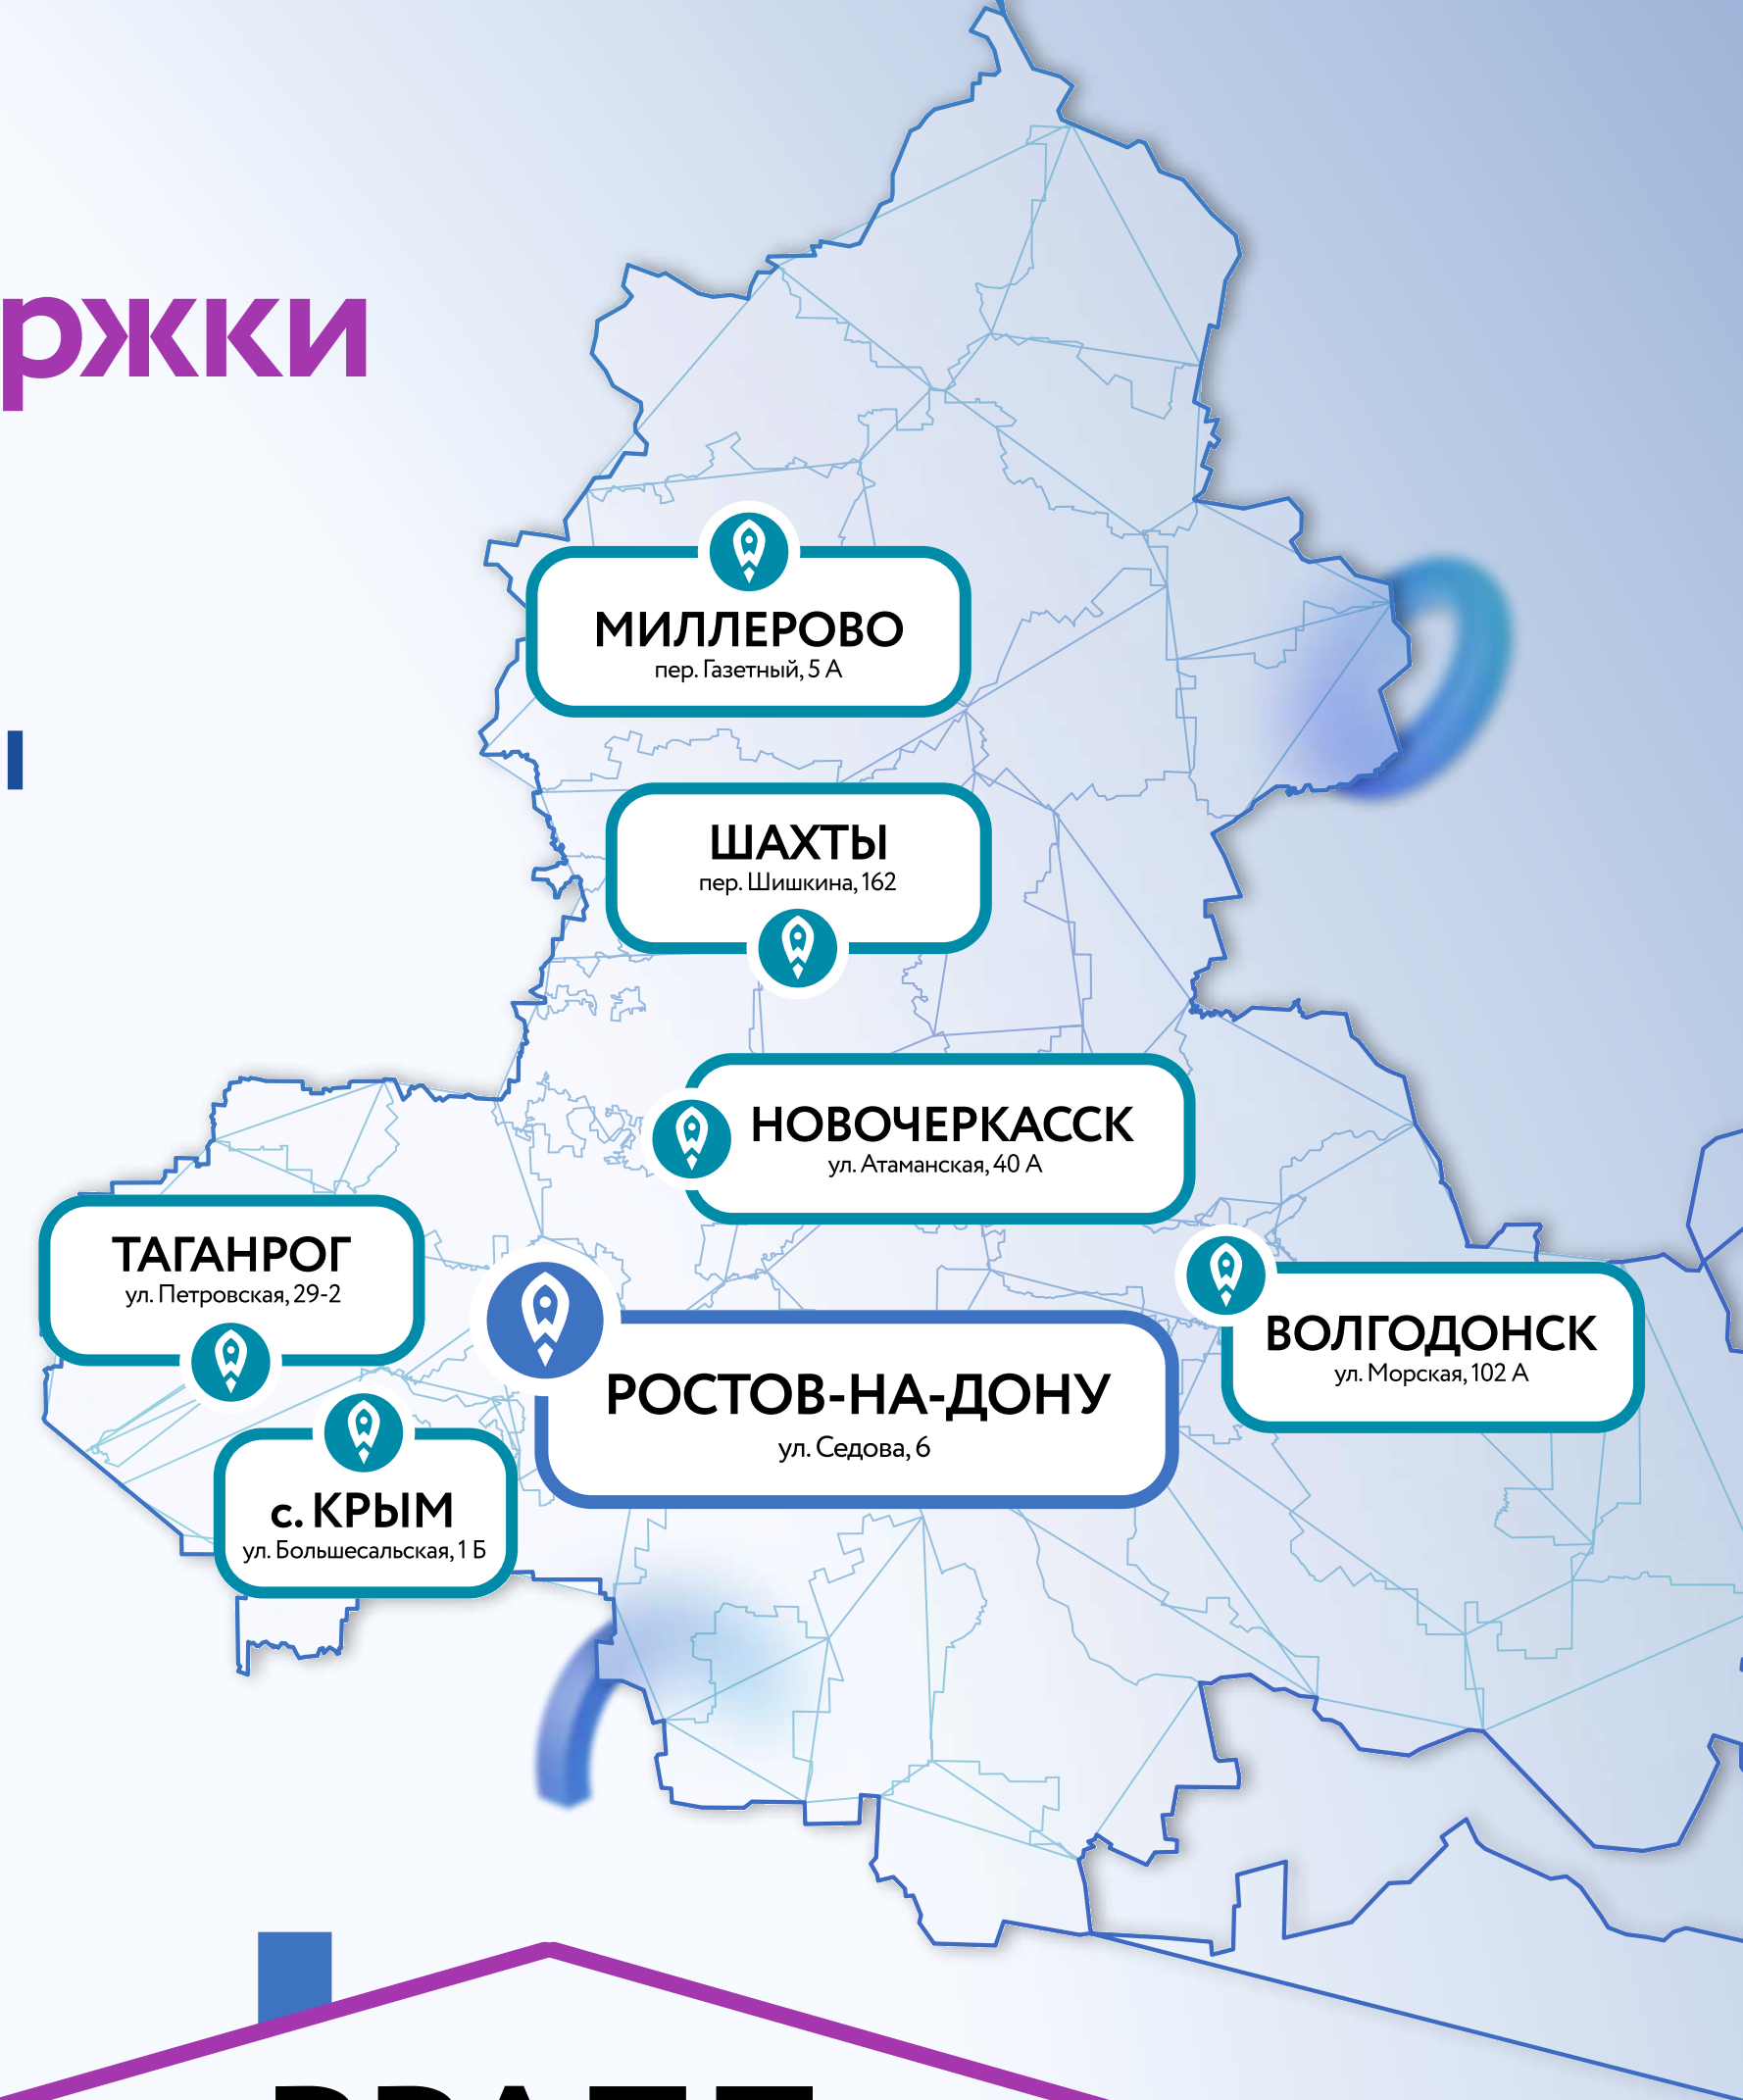 ржки
МИЛЛЕРОВО
пер. Газетный, 5 А
ШАХТЫ
пер. Шишкина, 162
НОВОЧЕРКАССК
ул. Атаманская, 40 А
ТАГАНРОГ
ул. Петровская, 29-2
ВОЛГОДОНСК
ул. Морская, 102 А
РОСТОВ-НА-ДОНУ
ул. Седова, 6
с. КРЫМ
ул. Большесальская, 1 Б